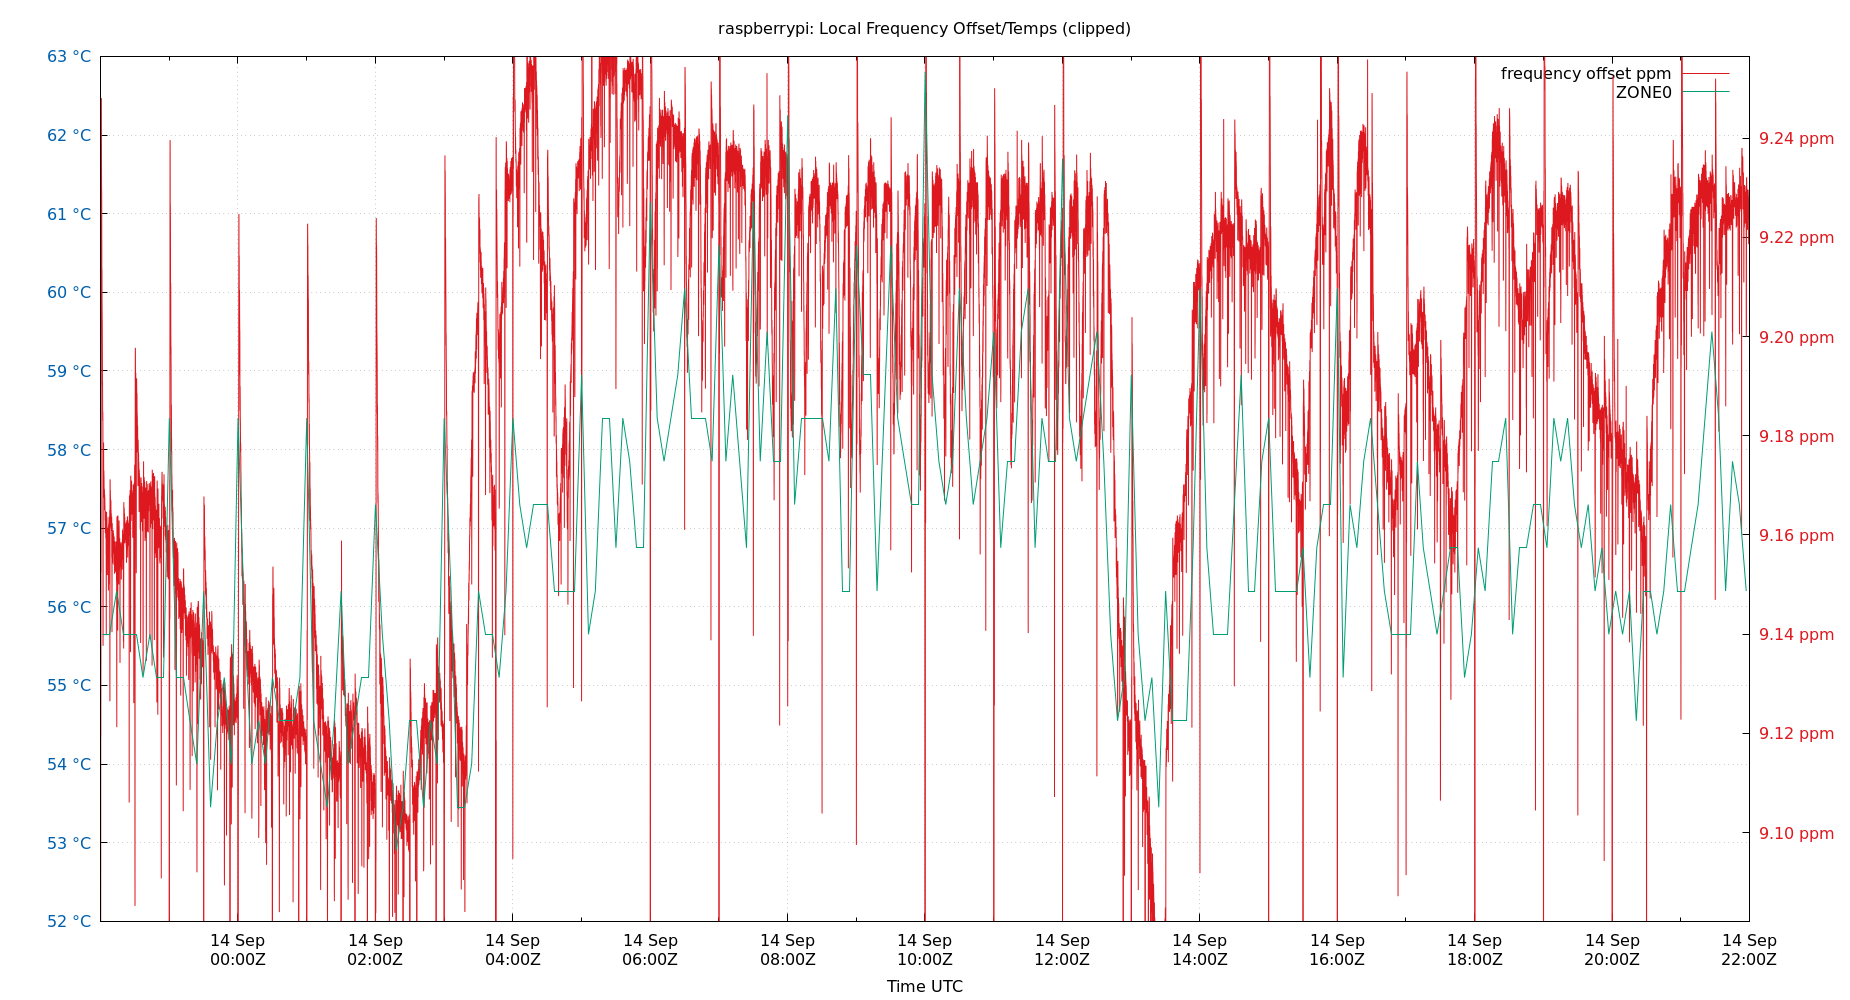 raspberrypi: Local Frequency Offset/Temps (clipped)
frequency offset ppm
ZONE0
63 °C
62 °C
61 °C
60 °C
59 °C
58 °C
57 °C
56 °C
55 °C
54 °C
53 °C
52 °C
9.24 ppm
9.22 ppm
9.20 ppm
9.18 ppm
9.16 ppm
9.14 ppm
9.12 ppm
9.10 ppm
14 Sep 14 Sep 14 Sep 14 Sep 14 Sep 14 Sep 14 Sep 14 Sep 14 Sep 14 Sep 14 Sep 14 Sep
00:00Z 02:00Z 04:00Z 06:00Z 08:00Z 10:00Z 12:00Z 14:00Z 16:00Z 18:00Z 20:00Z 22:00Z
Time UTC